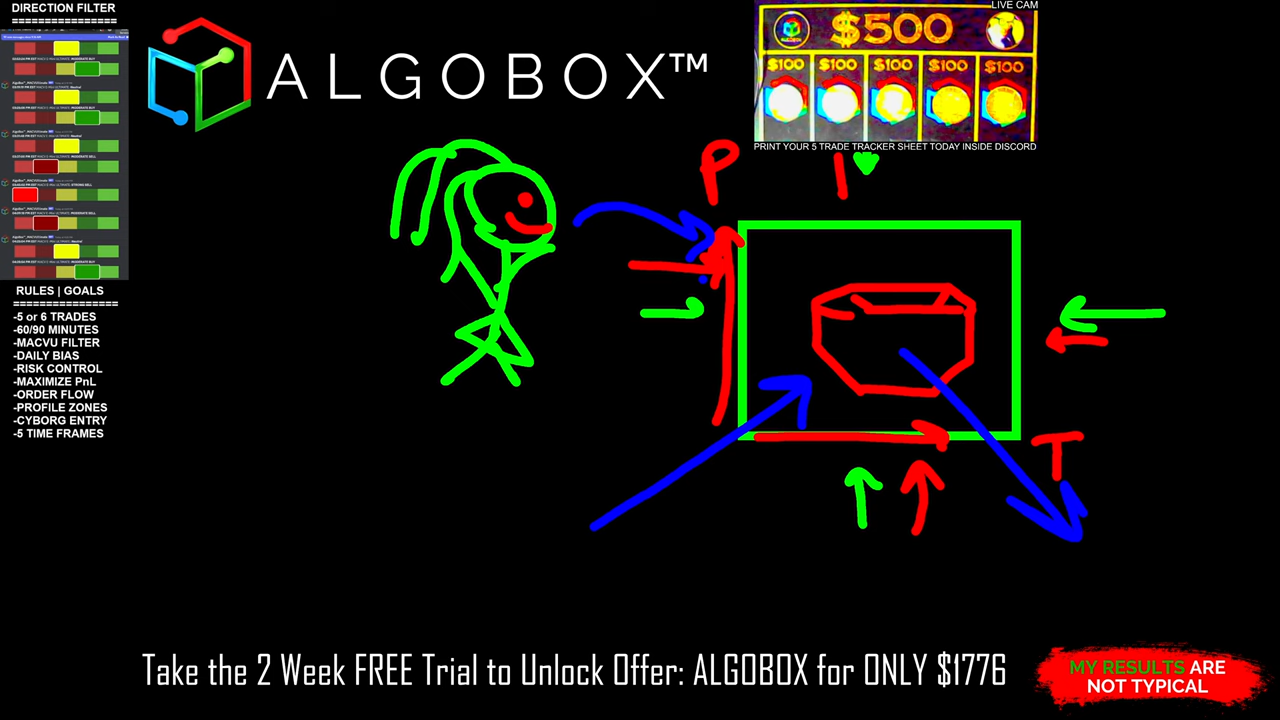 DIRECTION FILTER
================
LIVE CAM
$500
$100 $100 $100 $100 $100
PRINT YOUR 5 TRADE TRACKER SHEET TODAY INSIDE DISCORD
ALGOBOX™
P
T
RULES | GOALS
================
-5 or 6 TRADES
-60/90 MINUTES
-MACVU FILTER
-DAILY BIAS
-RISK CONTROL
-MAXIMIZE PnL
-ORDER FLOW
-PROFILE ZONES
-CYBORG ENTRY
-5 TIME FRAMES
Take the 2 Week FREE Trial to Unlock Offer: ALGOBOX for ONLY $1776
MY RESULTS ARE
NOT TYPICAL